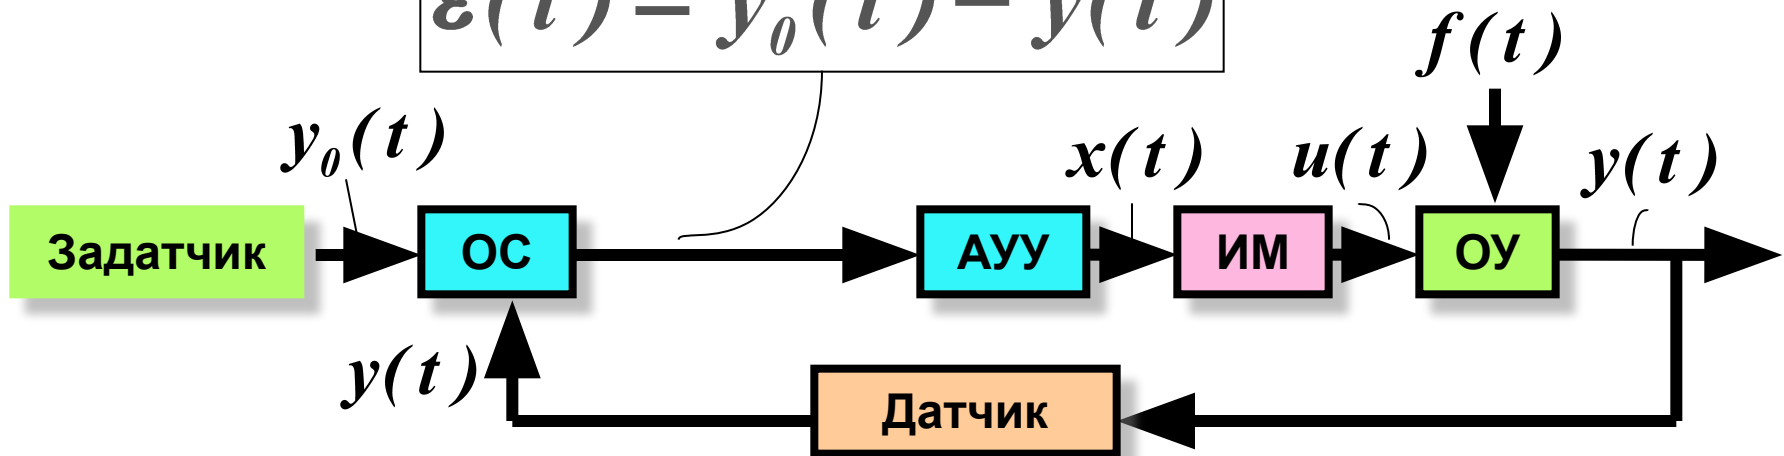 ε(t) = y₀(t) − y(t)
f(t)
y₀(t)
x(t)
u(t)
y(t)
Задатчик
ОС
АУУ
ИМ
ОУ
y(t)
Датчик